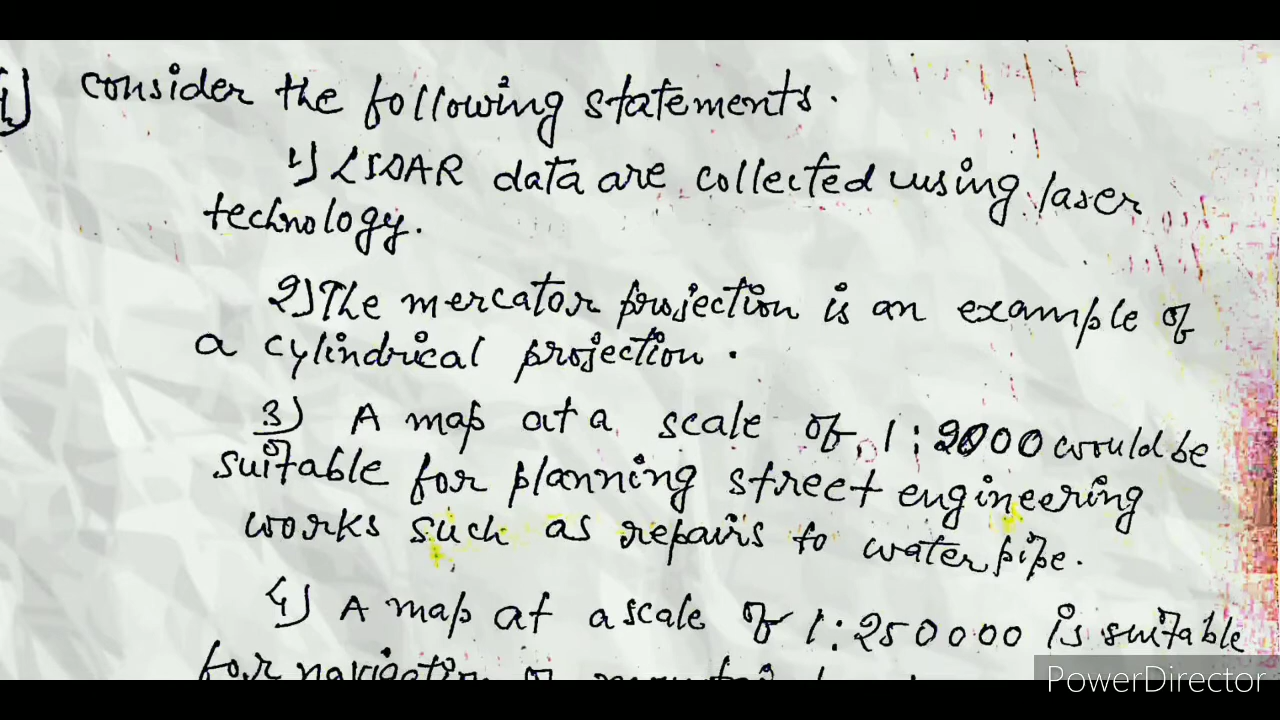 consider the following statements.
1) LIDAR data are collected using laser
technology.
2) The mercator projection is an example of
a cylindrical projection.
3) A map at a scale of 1:2000 would be
suitable for planning street engineering
works such as repairs to water pipe.
4) A map at a scale of 1:250000 is suitable
for navigation
PowerDirector